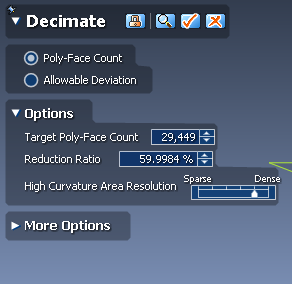 Decimate
Poly-Face Count
Allowable Deviation
Options
Target Poly-Face Count 29,449
Reduction Ratio 59.9984 %
Sparse Dense
High Curvature Area Resolution
More Options